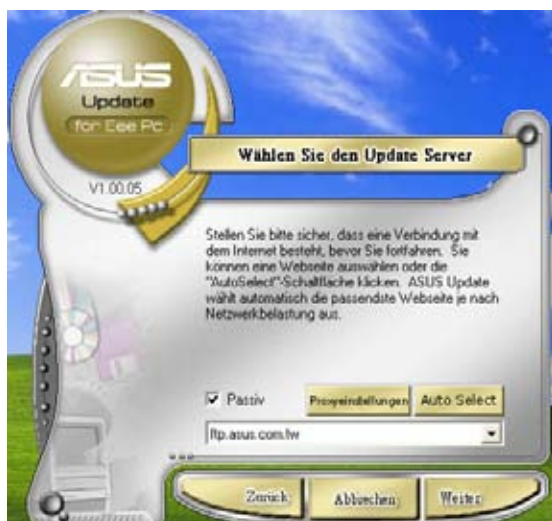 ASUS
Update
for Eee Pc
V1.00.05
Wählen Sie den Update Server
Stellen Sie bitte sicher, dass eine Verbindung mit
dem Internet besteht, bevor Sie fortfahren. Sie
können eine Webseite auswählen oder die
"AutoSelect"-Schaltfläche klicken. ASUS Update
wählt automatisch die passendste Webseite je nach
Netzwerkbelastung aus.
Passiv
Proxyeinstellungen
Auto Select
ftp.asus.com.tw
Zurück
Abbrechen
Weiter